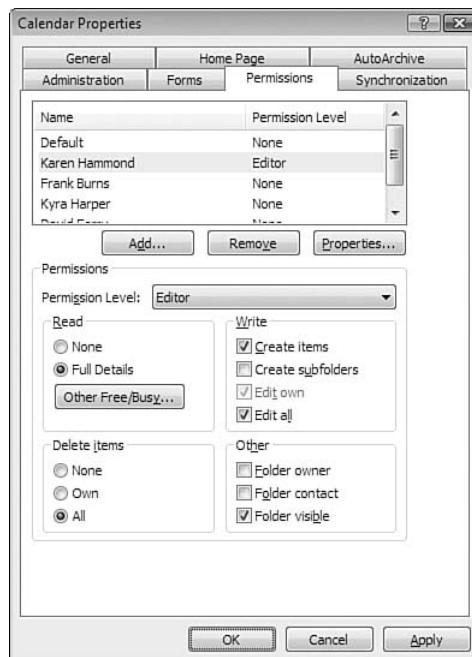 Calendar Properties
General Home Page AutoArchive
Administration Forms Permissions Synchronization
Name Permission Level
Default None
Karen Hammond Editor
Frank Burns None
Kyra Harper None
David None
Add... Remove Properties...
Permissions
Permission Level: Editor
Read Write
None Create items
Full Details Create subfolders
Other Free/Busy... Edit own
Edit all
Delete items Other
None Folder owner
Own Folder contact
All Folder visible
OK Cancel Apply